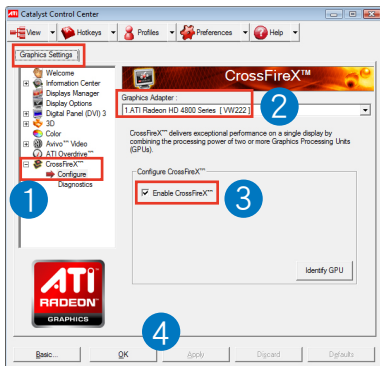 ATI Catalyst Control Center
View Hotkeys Profiles Preferences Help
Graphics Settings
Welcome
Information Center
Displays Manager
Display Options
Digital Panel (DVI) 3
3D
Color
Avivo™ Video
ATI Overdrive™
CrossFireX™
Configure
Diagnostics
1
CrossFireX™
Graphics Adapter :
1.ATI Radeon HD 4800 Series [ VW222 ]
2
CrossFireX™ delivers exceptional performance on a single display by
combining the processing power of two or more Graphics Processing Units
(GPUs).
Configure CrossFireX™
Enable CrossFireX™
3
Identify GPU
ATI
RADEON
GRAPHICS
4
Basic... OK Apply Discard Defaults